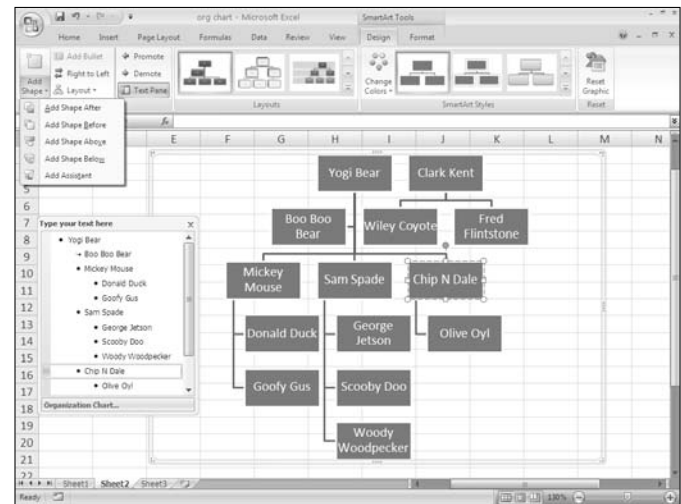 org chart - Microsoft Excel
SmartArt Tools
Home Insert Page Layout Formulas Data Review View Design Format
Add Shape
Add Bullet
Right to Left
Layout
Promote
Demote
Text Pane
Layouts
Change Colors
SmartArt Styles
Reset Graphic
Reset
Add Shape After
Add Shape Before
Add Shape Above
Add Shape Below
Add Assistant
fx
E F G H I J K L M N
5
6
7
8
9
10
11
12
13
14
15
16
17
18
19
20
21
22
Type your text here
Yogi Bear
Boo Boo Bear
Mickey Mouse
Donald Duck
Goofy Gus
Sam Spade
George Jetson
Scooby Doo
Woody Woodpecker
Chip N Dale
Olive Oyl
Organization Chart...
Yogi Bear
Clark Kent
Boo Boo
Bear
Wiley Coyote
Fred
Flintstone
Mickey
Mouse
Sam Spade
Chip N Dale
Donald Duck
George
Jetson
Olive Oyl
Goofy Gus
Scooby Doo
Woody
Woodpecker
Sheet1 Sheet2 Sheet3
Ready
130%